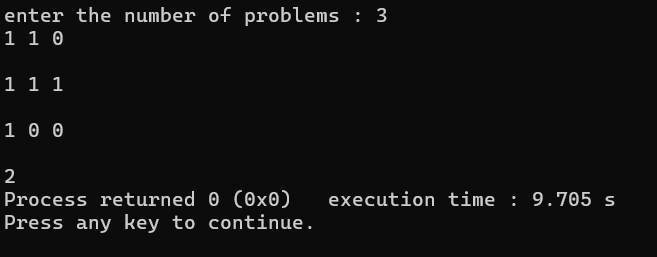 enter the number of problems : 3
1 1 0
1 1 1
1 0 0
2
Process returned 0 (0x0)   execution time : 9.705 s
Press any key to continue.